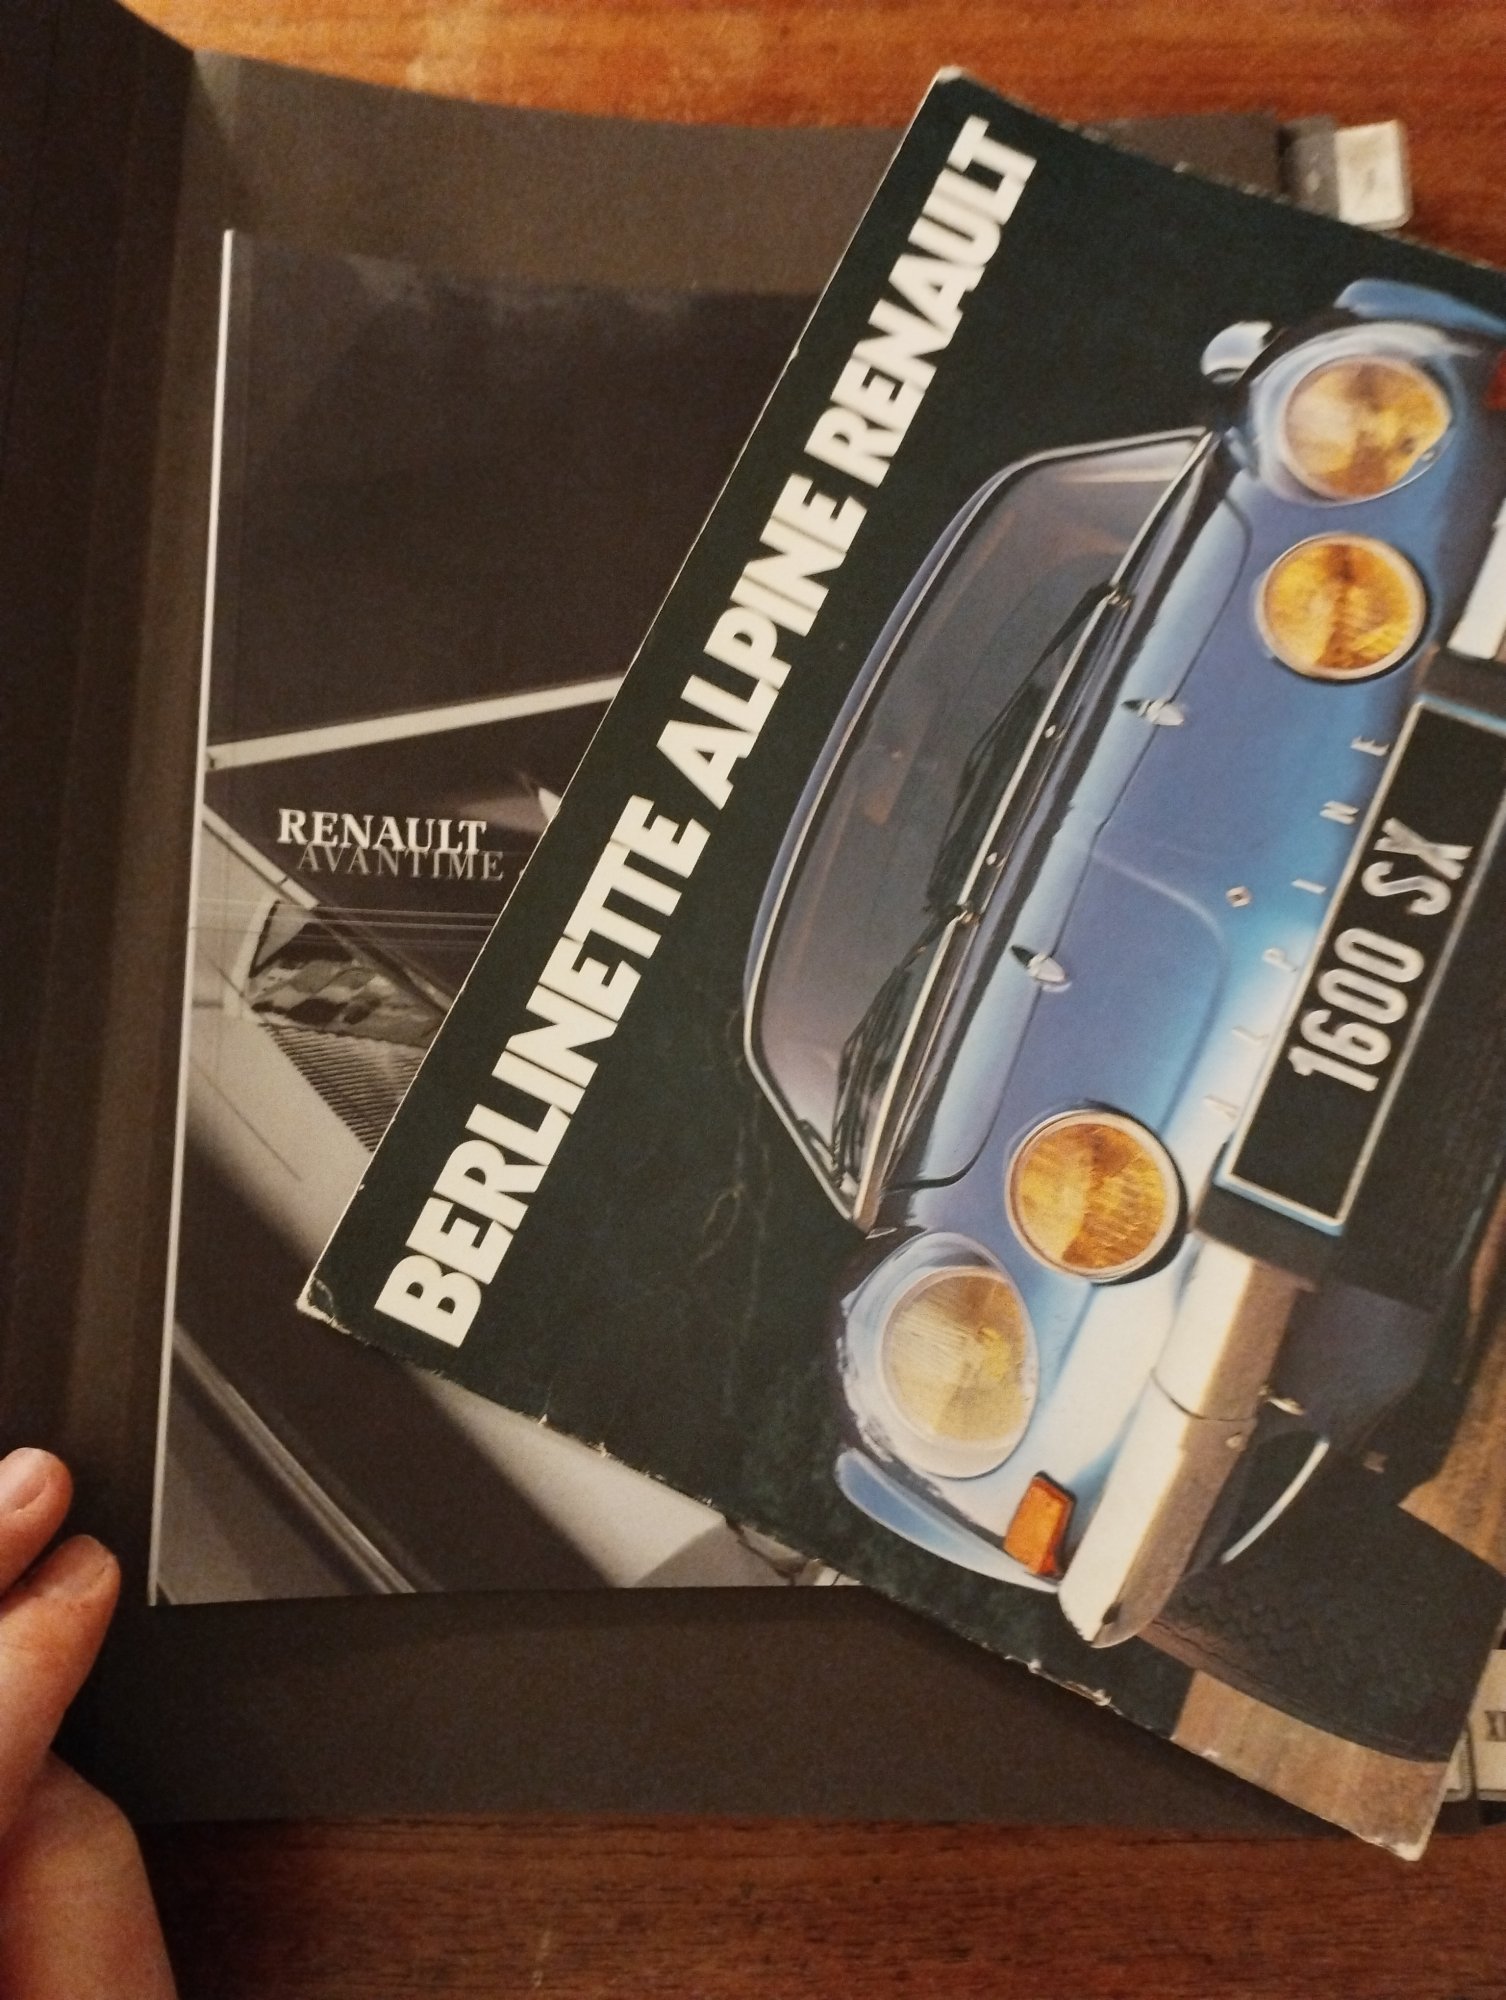 RENAULT
AVANTIME
BERLINETTE ALPINE RENAULT
ALPINE
1600 SX